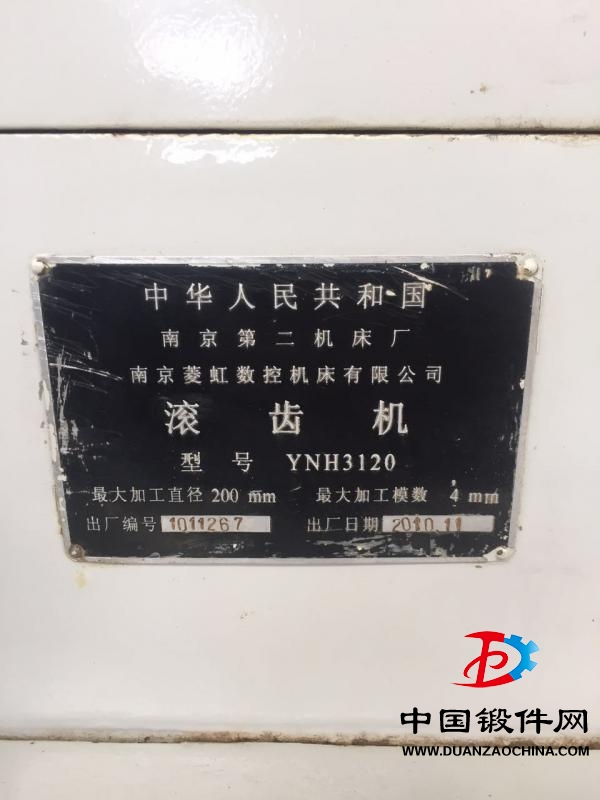 中华人民共和国
南京第二机床厂
南京菱虹数控机床有限公司
滚齿机
型号 YNH3120
最大加工直径 200 mm 最大加工模数 4 mm
出厂编号 1011267 出厂日期 2010.11
中国锻件网
WWW.DUANZAOCHINA.COM